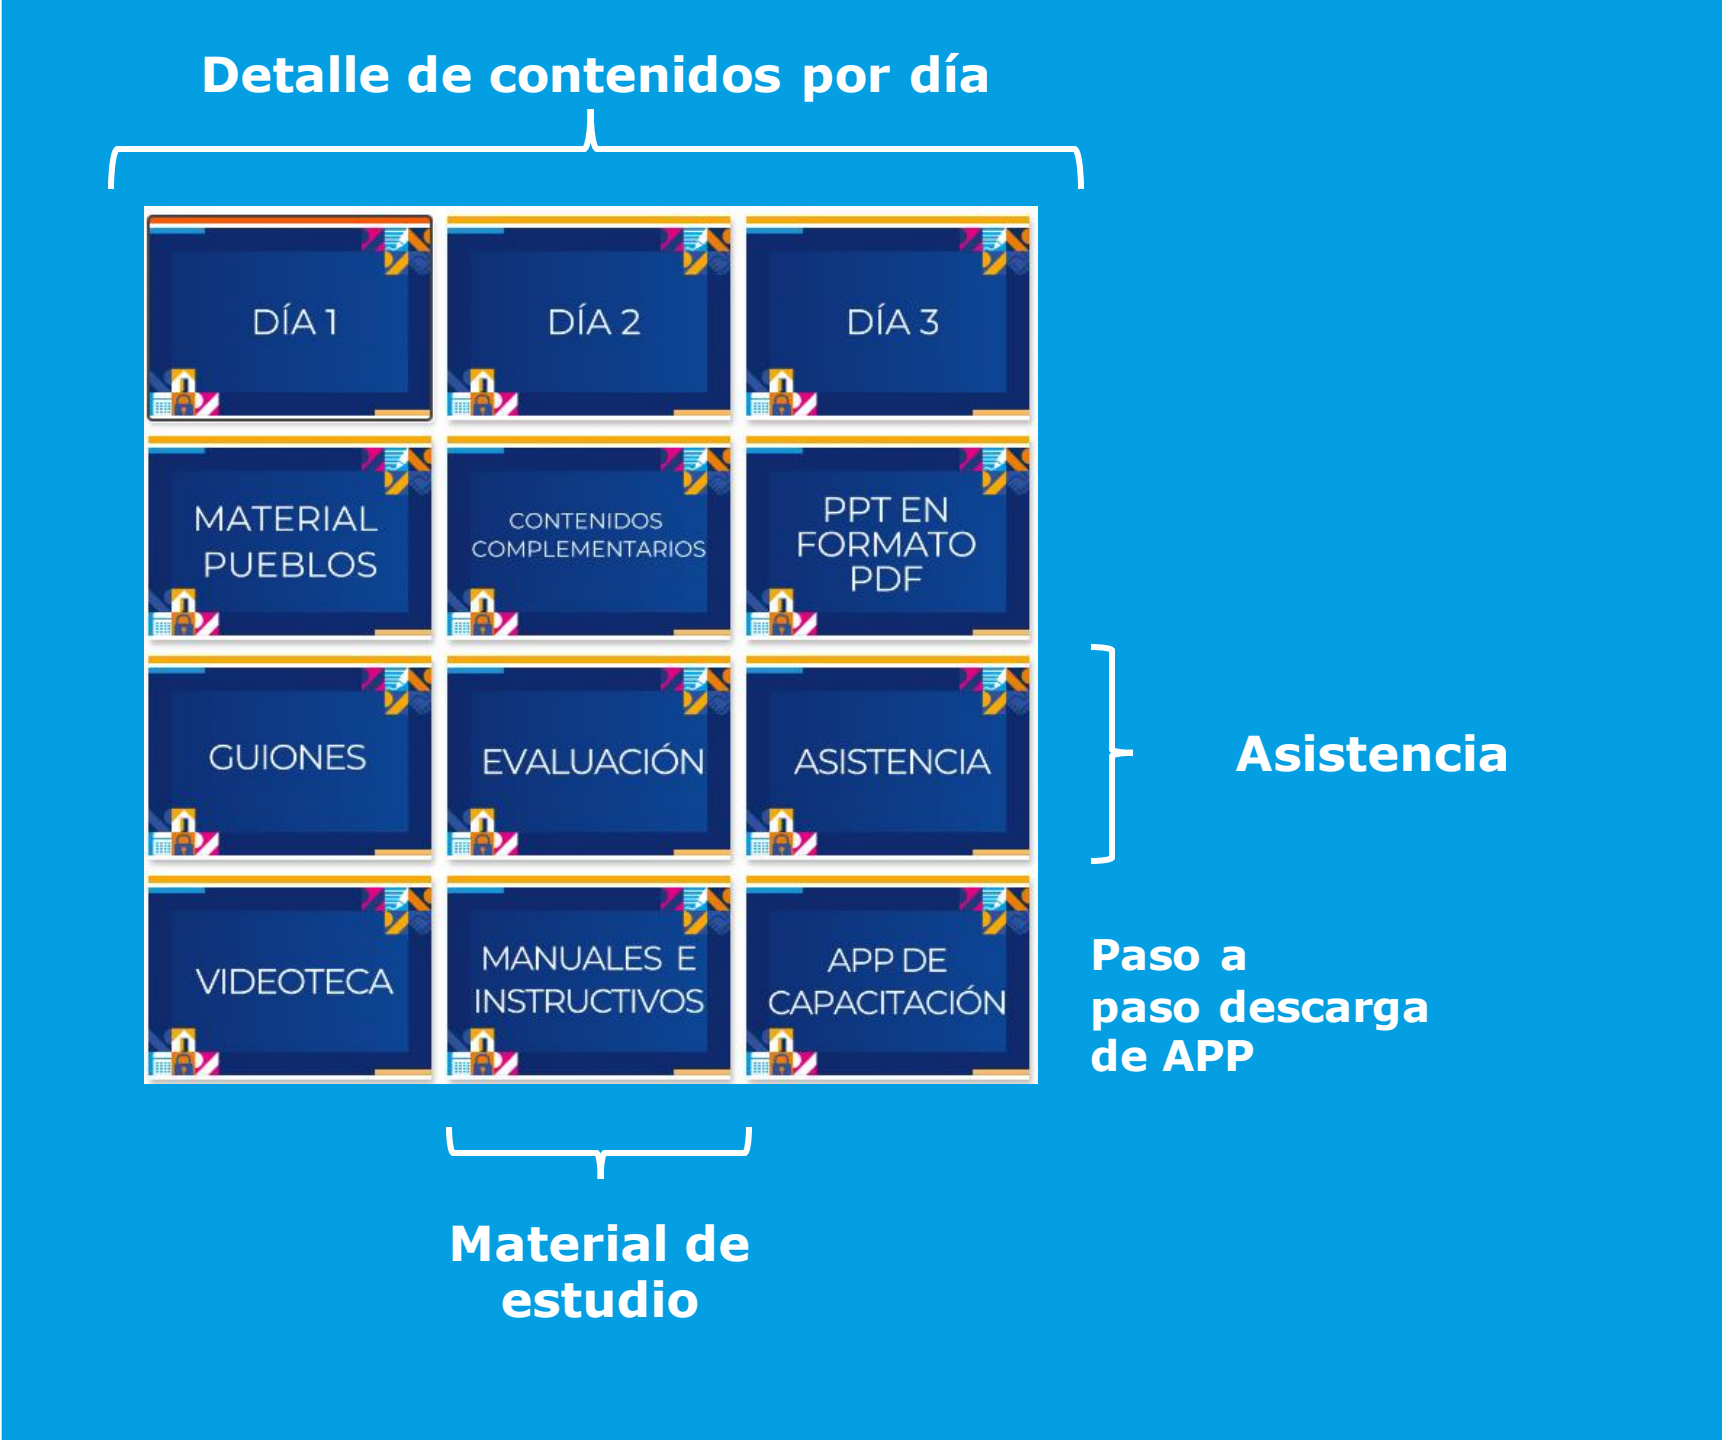 Detalle de contenidos por día
DÍA 1
DÍA 2
DÍA 3
MATERIAL
PUEBLOS
CONTENIDOS
COMPLEMENTARIOS
PPT EN
FORMATO
PDF
GUIONES
EVALUACIÓN
ASISTENCIA
Asistencia
VIDEOTECA
MANUALES E
INSTRUCTIVOS
APP DE
CAPACITACIÓN
Paso a
paso descarga
de APP
Material de
estudio